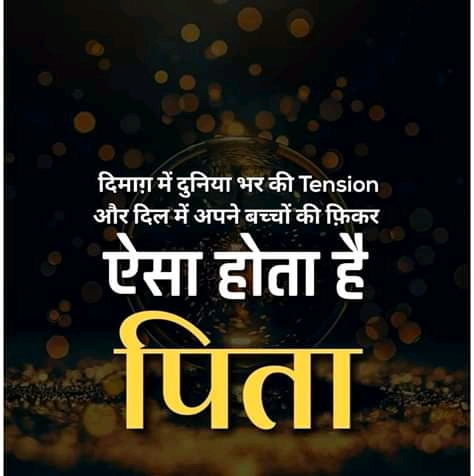 दिमाग़ में दुनिया भर की Tension
और दिल में अपने बच्चों की फ़िकर
ऐसा होता है
पिता